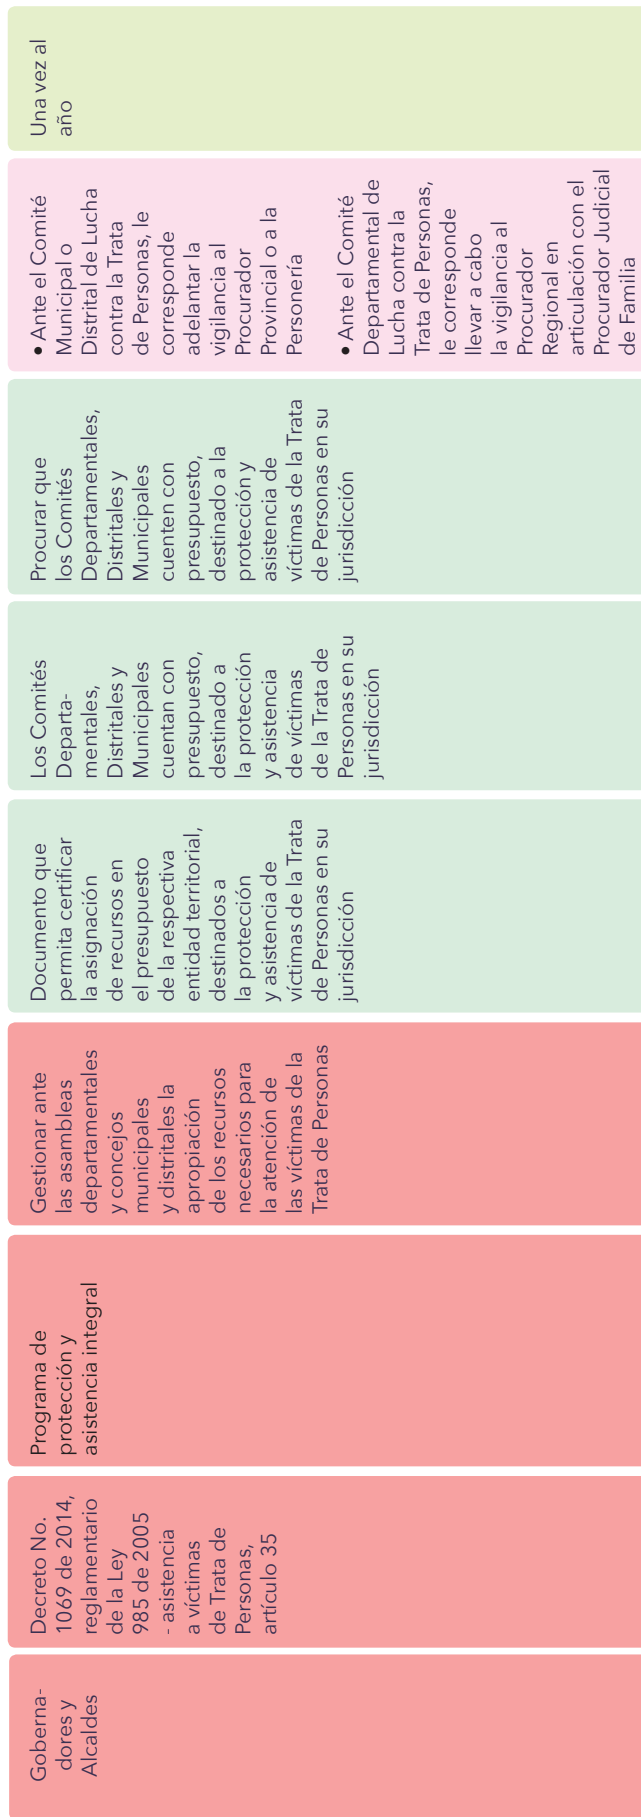 Goberna-
dores y
Alcaldes
Decreto No.
1069 de 2014,
reglamentario
de la Ley
985 de 2005
- asistencia
a víctimas
de Trata de
Personas,
artículo 35
Programa de
protección y
asistencia integral
Gestionar ante
las asambleas
departamentales
y concejos
municipales
y distritales la
apropiación
de los recursos
necesarios para
la atención de
las víctimas de la
Trata de Personas
Documento que
permita certificar
la asignación
de recursos en
el presupuesto
de la respectiva
entidad territorial,
destinados a
la protección
y asistencia de
víctimas de la Trata
de Personas en su
jurisdicción
Los Comités
Departa-
mentales,
Distritales y
Municipales
cuentan con
presupuesto,
destinado a
la protección
y asistencia
de víctimas
de la Trata de
Personas en su
jurisdicción
Procurar que
los Comités
Departamentales,
Distritales y
Municipales
cuenten con
presupuesto,
destinado a la
protección y
asistencia de
víctimas de la Trata
de Personas en su
jurisdicción
• Ante el Comité
Municipal o
Distrital de Lucha
contra la Trata
de Personas, le
corresponde
adelantar la
vigilancia al
Procurador
Provincial o a la
Personería
• Ante el Comité
Departamental de
Lucha contra la
Trata de Personas,
le corresponde
llevar a cabo
la vigilancia al
Procurador
Regional en
articulación con el
Procurador Judicial
de Familia
Una vez al
año